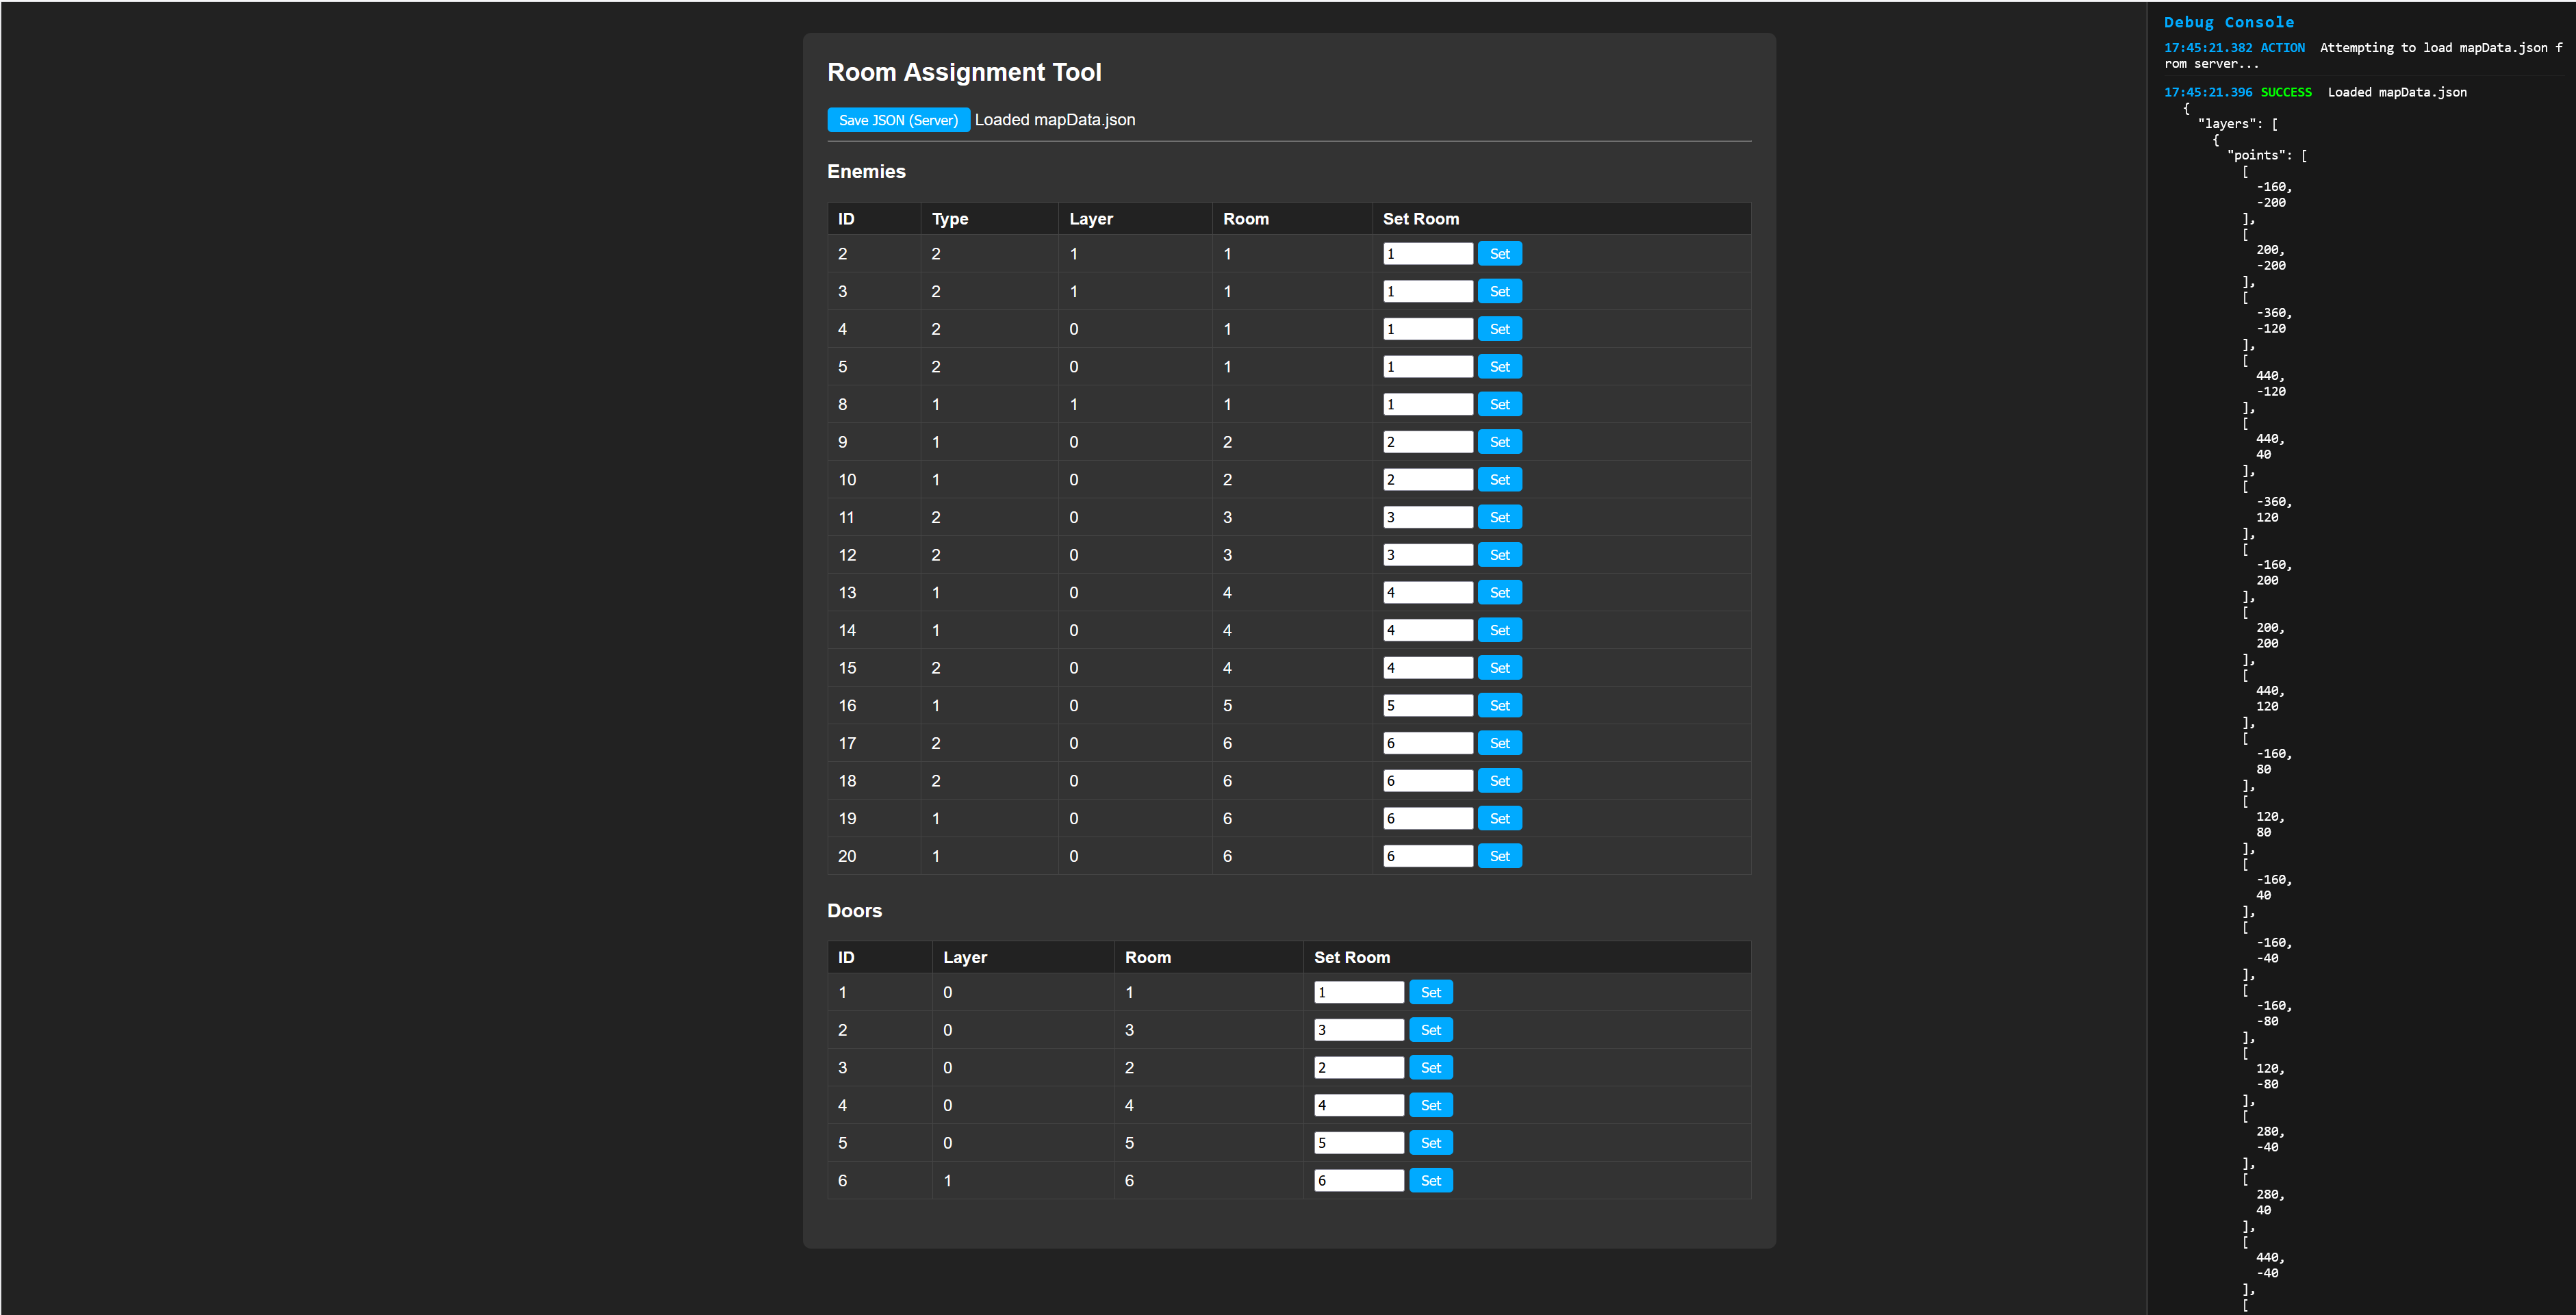 Room Assignment Tool
Save JSON (Server) Loaded mapData.json
Enemies
ID Type Layer Room Set Room
2 2 1 1 1 Set
3 2 1 1 1 Set
4 2 0 1 1 Set
5 2 0 1 1 Set
8 1 1 1 1 Set
9 1 0 2 2 Set
10 1 0 2 2 Set
11 2 0 3 3 Set
12 2 0 3 3 Set
13 1 0 4 4 Set
14 1 0 4 4 Set
15 2 0 4 4 Set
16 1 0 5 5 Set
17 2 0 6 6 Set
18 2 0 6 6 Set
19 1 0 6 6 Set
20 1 0 6 6 Set
Doors
ID Layer Room Set Room
1 0 1 1 Set
2 0 3 3 Set
3 0 2 2 Set
4 0 4 4 Set
5 0 5 5 Set
6 1 6 6 Set
Debug Console
17:45:21.382 ACTION Attempting to load mapData.json f
rom server...
17:45:21.396 SUCCESS Loaded mapData.json
{
"layers": [
{
"points": [
[
-160,
-200
],
[
200,
-200
],
[
-360,
-120
],
[
440,
-120
],
[
440,
40
],
[
-360,
120
],
[
-160,
200
],
[
200,
200
],
[
440,
120
],
[
-160,
80
],
[
120,
80
],
[
-160,
40
],
[
-160,
-40
],
[
-160,
-80
],
[
120,
-80
],
[
280,
-40
],
[
280,
40
],
[
440,
-40
],
[